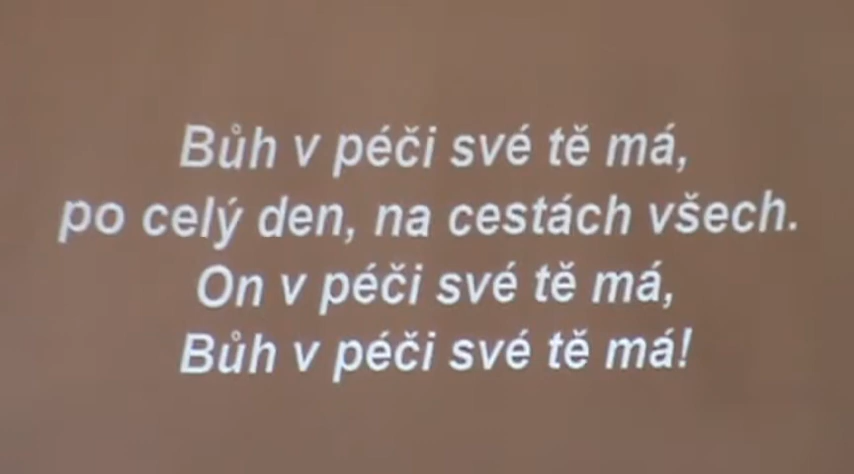 Bůh v péči své tě má,
po celý den, na cestách všech.
On v péči své tě má,
Bůh v péči své tě má!